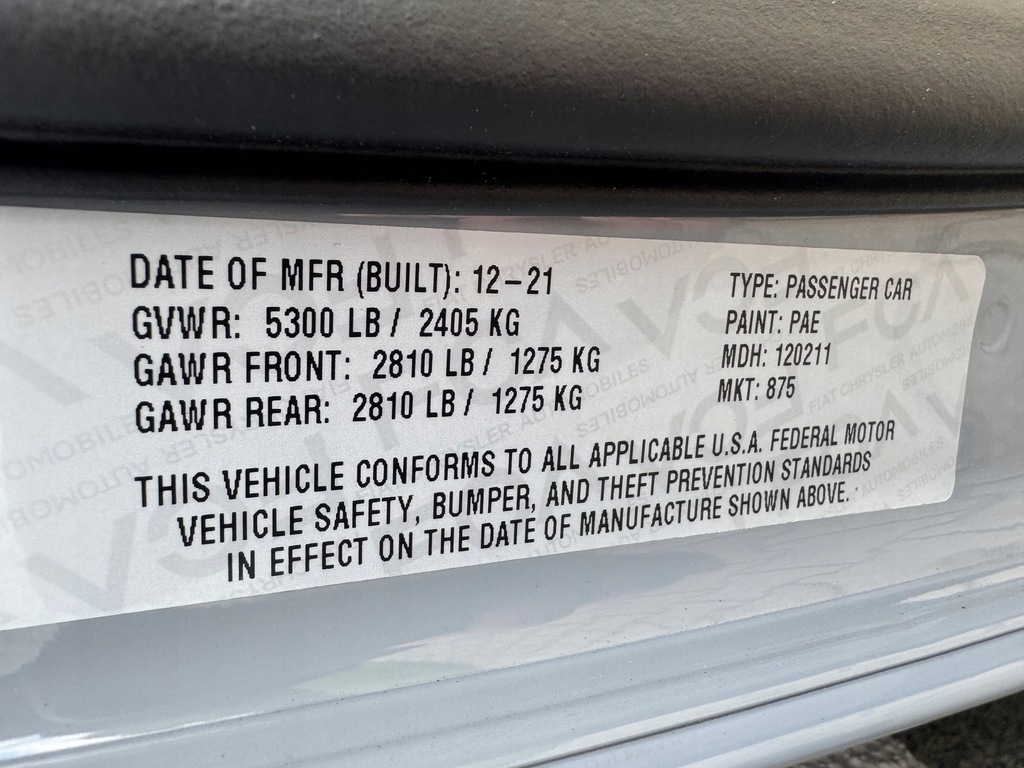 DATE OF MFR (BUILT): 12-21
GVWR: 5300 LB / 2405 KG
GAWR FRONT: 2810 LB / 1275 KG
GAWR REAR: 2810 LB / 1275 KG
TYPE: PASSENGER CAR
PAINT: PAE
MDH: 120211
MKT: 875
THIS VEHICLE CONFORMS TO ALL APPLICABLE U.S.A. FEDERAL MOTOR
VEHICLE SAFETY, BUMPER, AND THEFT PREVENTION STANDARDS
IN EFFECT ON THE DATE OF MANUFACTURE SHOWN ABOVE.